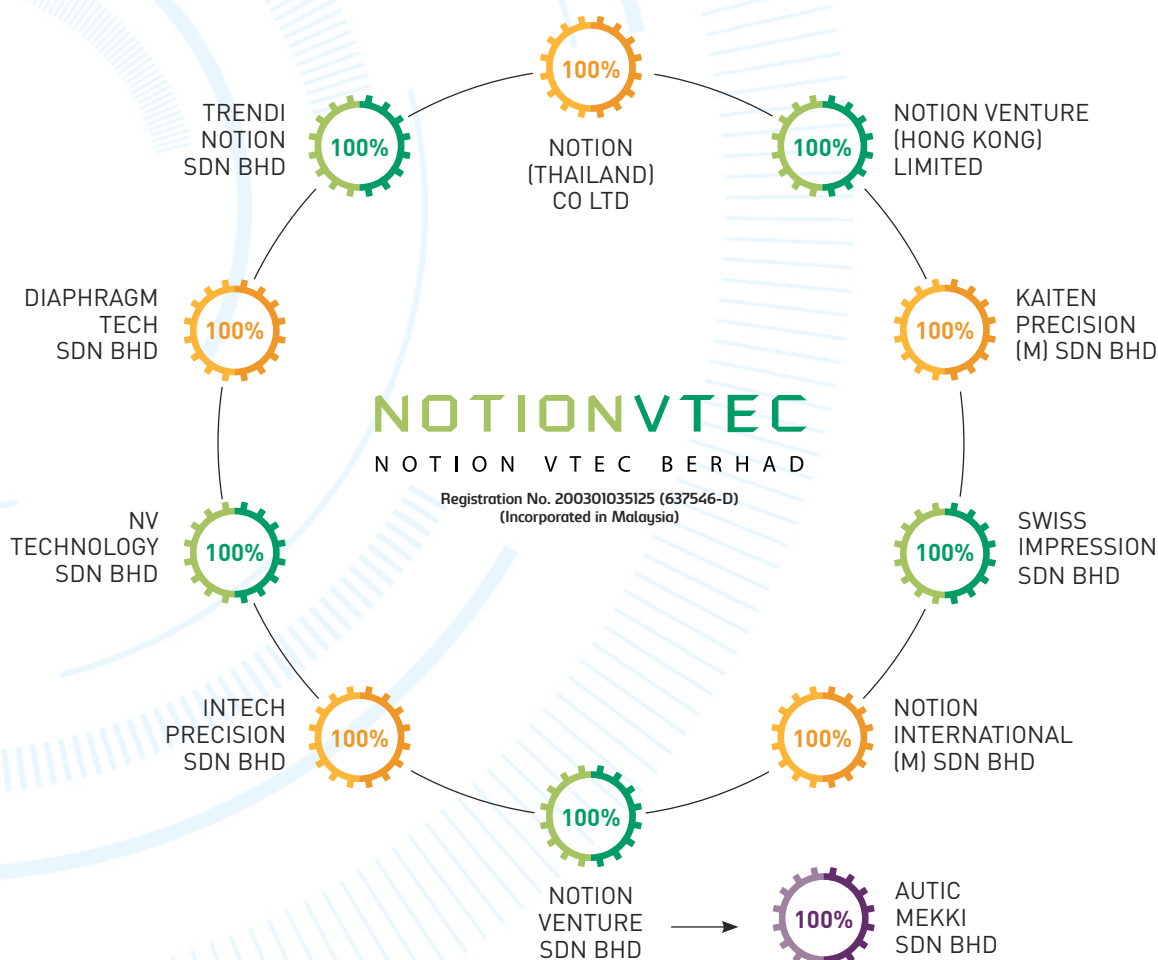 100%
NOTION
(THAILAND)
CO LTD
100%
NOTION VENTURE
(HONG KONG)
LIMITED
100%
KAITEN
PRECISION
(M) SDN BHD
100%
SWISS
IMPRESSION
SDN BHD
100%
NOTION
INTERNATIONAL
(M) SDN BHD
100%
NOTION
VENTURE
SDN BHD
100%
AUTIC
MEKKI
SDN BHD
100%
INTECH
PRECISION
SDN BHD
100%
NV
TECHNOLOGY
SDN BHD
100%
DIAPHRAGM
TECH
SDN BHD
100%
TRENDI
NOTION
SDN BHD
NOTIONVTEC
NOTION VTEC BERHAD
Registration No. 200301035125 (637546-D)
(Incorporated in Malaysia)